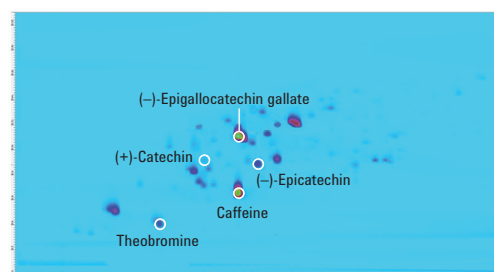 (–)-Epigallocatechin gallate
(+)-Catechin
(–)-Epicatechin
Caffeine
Theobromine